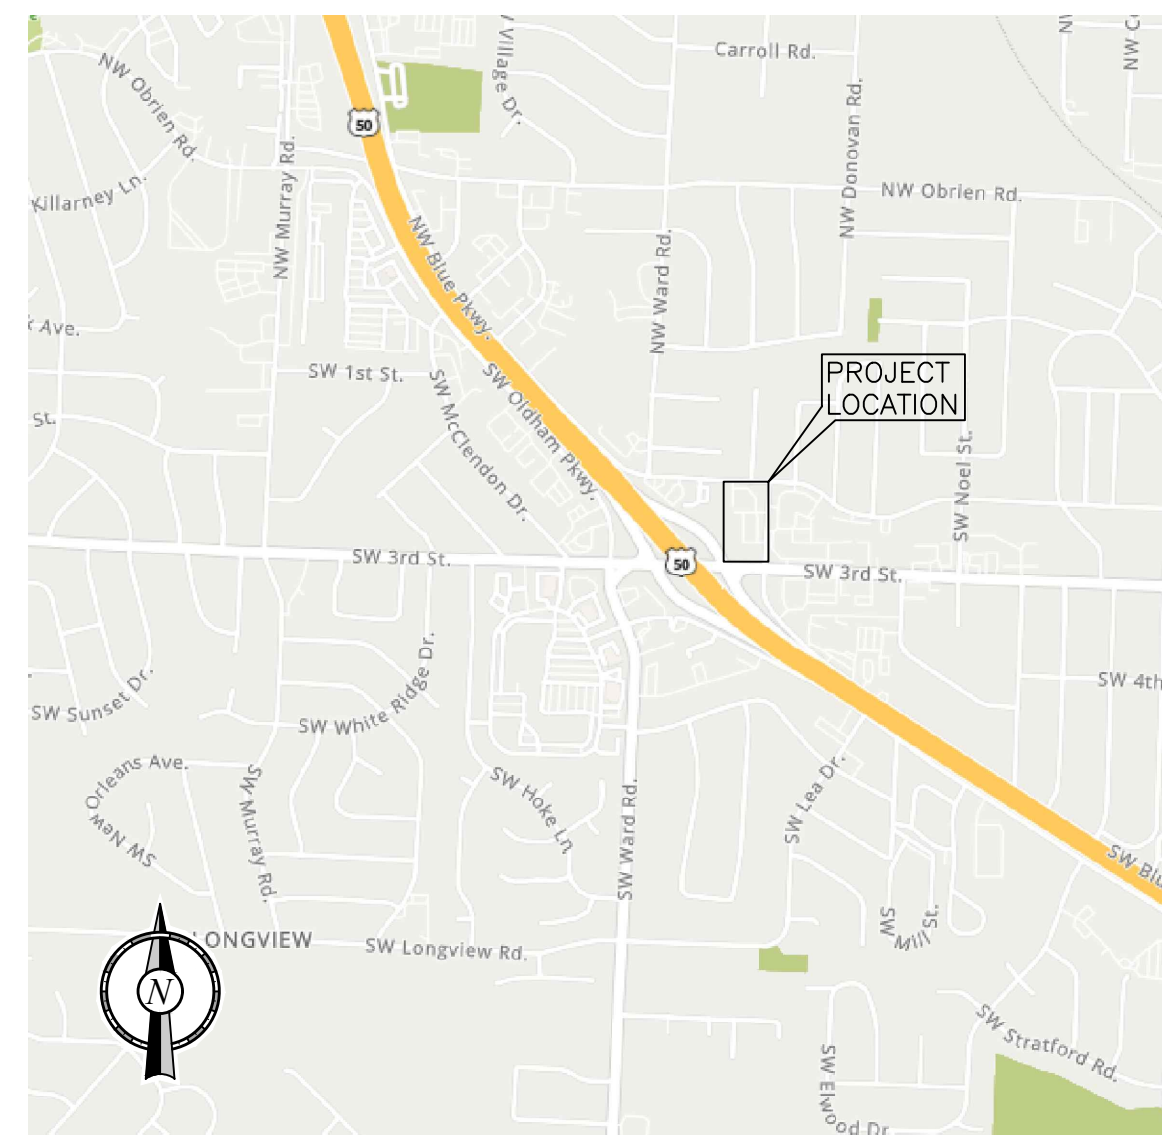 Village Dr.
Carroll Rd.
NW
NW
NW Obrien Rd.
50
NW Murray Rd.
NW Donovan Rd.
Killarney Ln.
NW Obrien Rd.
NW Blue Pkwy.
NW Ward Rd.
Ave.
SW 1st St.
SW Oldham Pkwy.
PROJECT
LOCATION
SW McClendon Dr.
St.
SW Noel St.
SW 3rd St.
50
SW 3rd St.
SW Sunset Dr.
SW White Ridge Dr.
SW 4th
SW New Orleans Ave.
SW Murray Rd.
SW Hoke Ln
SW Ward Rd.
SW Lea Dr.
SW Blu
SW Mill St.
LONGVIEW
SW Longview Rd.
N
SW Stratford Rd.
SW Elwood Dr